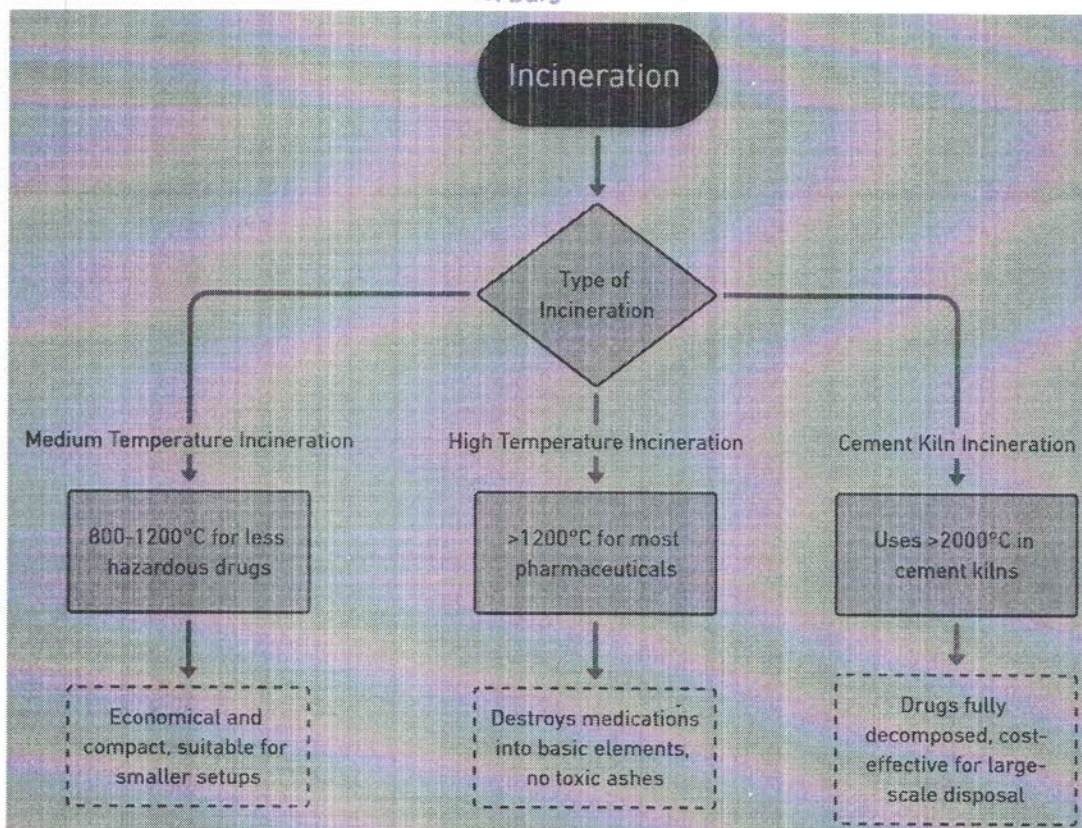 Incineration
Type of
Incineration
Medium Temperature Incineration
High Temperature Incineration
Cement Kiln Incineration
800-1200°C for less
hazardous drugs
>1200°C for most
pharmaceuticals
Uses >2000°C in
cement kilns
Economical and
compact, suitable for
smaller setups
Destroys medications
into basic elements,
no toxic ashes
Drugs fully
decomposed, cost-
effective for large-
scale disposal